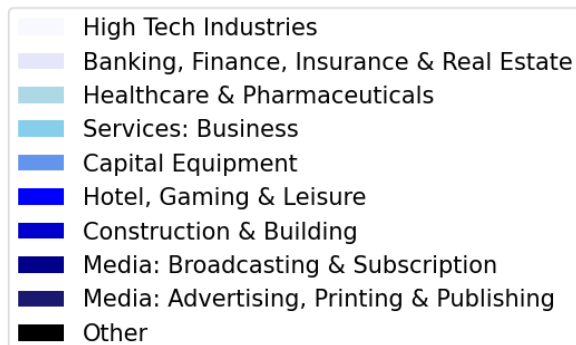 High Tech Industries
Banking, Finance, Insurance & Real Estate
Healthcare & Pharmaceuticals
Services: Business
Capital Equipment
Hotel, Gaming & Leisure
Construction & Building
Media: Broadcasting & Subscription
Media: Advertising, Printing & Publishing
Other